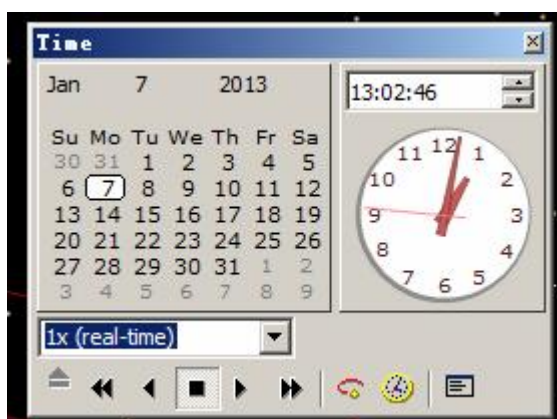 Time
Jan 7 2013
13:02:46
Su Mo Tu We Th Fr Sa
30 31 1 2 3 4 5
6 7 8 9 10 11 12
13 14 15 16 17 18 19
20 21 22 23 24 25 26
27 28 29 30 31 1 2
3 4 5 6 7 8 9
12
11 1
10 2
9 3
8 4
7 6 5
1x (real-time)